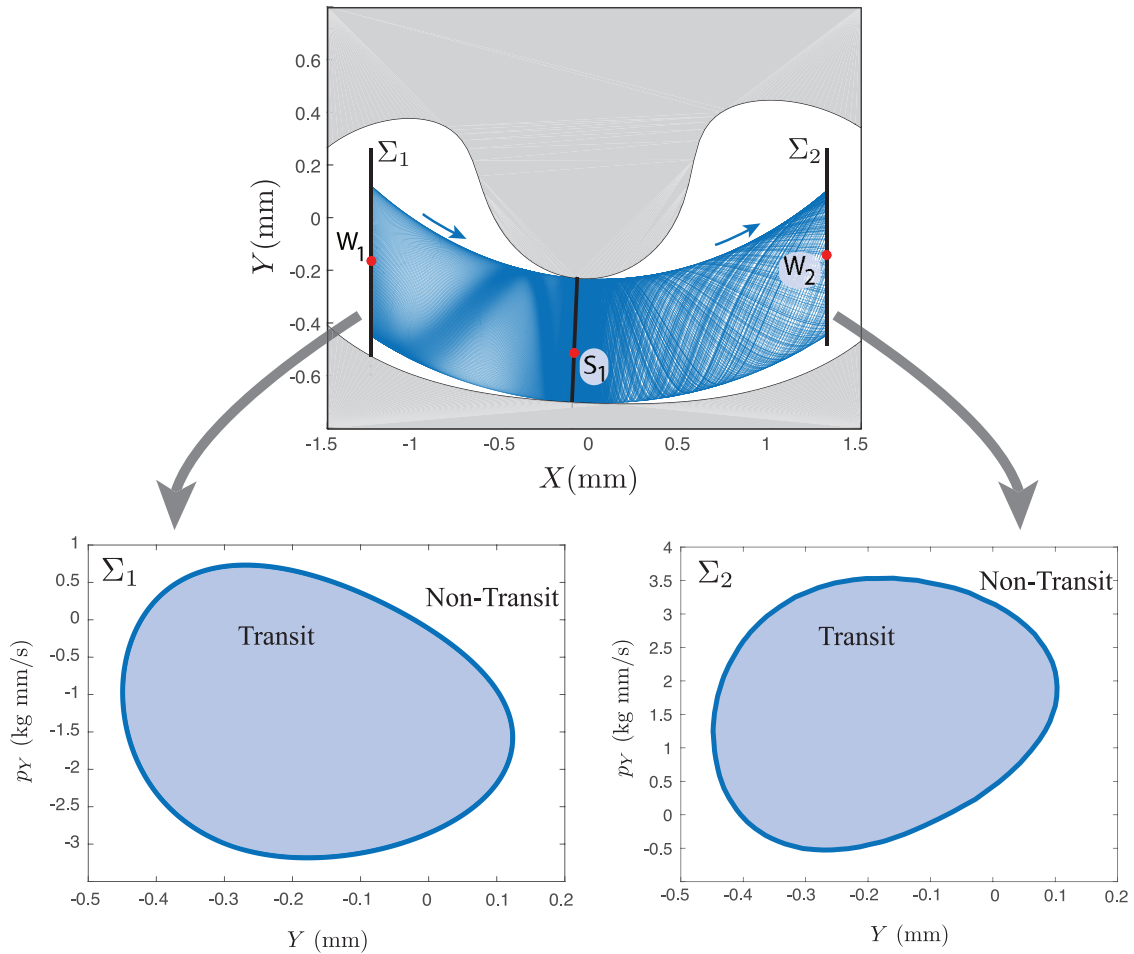 0.8
0.6
0.4
0.2
0
-0.2
-0.4
-0.6
Y(mm)
Σ1
Σ2
W1
W2
S1
-1.5
-1
-0.5
0
0.5
1
1.5
X(mm)
Σ1
Transit
Non-Transit
1
0.5
0
-0.5
-1
-1.5
-2
-2.5
-3
pY (kg mm/s)
-0.5
-0.4
-0.3
-0.2
-0.1
0
0.1
0.2
Y (mm)
Σ2
Transit
Non-Transit
4
3.5
3
2.5
2
1.5
1
0.5
0
-0.5
pY (kg mm/s)
-0.5
-0.4
-0.3
-0.2
-0.1
0
0.1
0.2
Y (mm)